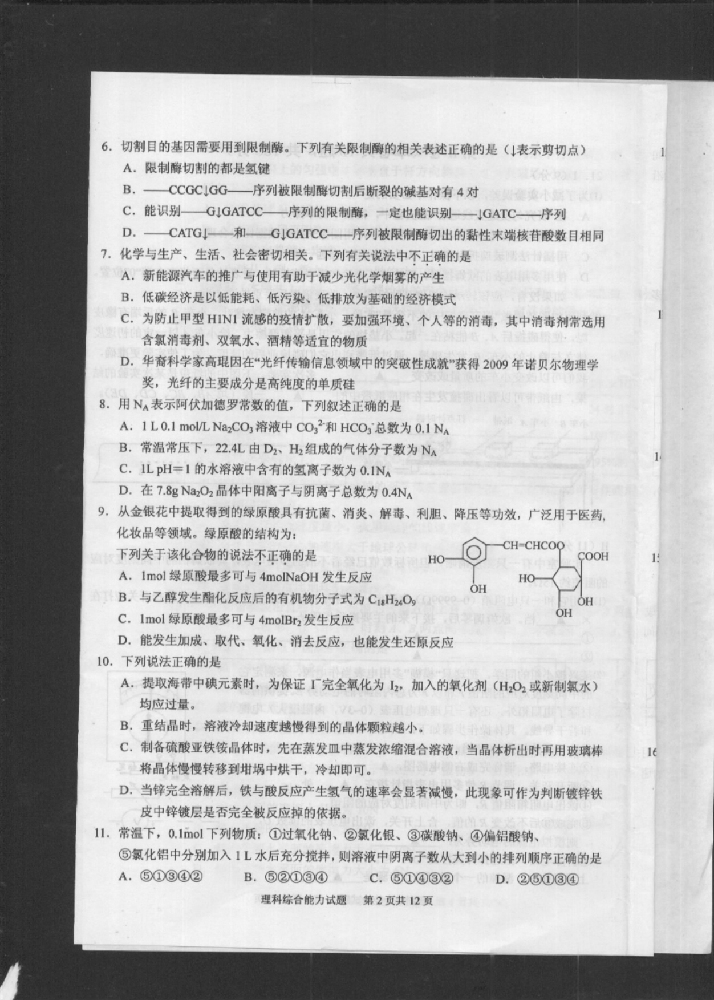 6．切割目的基因需要用到限制酶。下列有关限制酶的相关表述正确的是（↓表示剪切点）
A．限制酶切割的都是氢键
B．——CCGC↓GG——序列被限制酶切割后断裂的碱基对有 4 对
C．能识别——G↓GATCC——序列的限制酶，一定也能识别——↓GATC——序列
D．——CATG↓——和——G↓GATCC——序列被限制酶切出的黏性末端核苷酸数目相同
7．化学与生产、生活、社会密切相关。下列有关说法中不正确的是
A．新能源汽车的推广与使用有助于减少光化学烟雾的产生
B．低碳经济是以低能耗、低污染、低排放为基础的经济模式
C．为防止甲型 H1N1 流感的疫情扩散，要加强环境、个人等的消毒，其中消毒剂常选用
含氯消毒剂、双氧水、酒精等适宜的物质
D．华裔科学家高琨因在“光纤传输信息领域中的突破性成就”获得 2009 年诺贝尔物理学
奖，光纤的主要成分是高纯度的单质硅
8．用 NA 表示阿伏加德罗常数的值，下列叙述正确的是
A．1 L 0.1 mol/L Na₂CO₃ 溶液中 CO₃²⁻和 HCO₃⁻总数为 0.1 NA
B．常温常压下，22.4L 由 D₂、H₂ 组成的气体分子数为 NA
C．1L pH＝1 的水溶液中含有的氢离子数为 0.1NA
D．在 7.8g Na₂O₂ 晶体中阳离子与阴离子总数为 0.4NA
9．从金银花中提取得到的绿原酸具有抗菌、消炎、解毒、利胆、降压等功效，广泛用于医药，
化妆品等领域。绿原酸的结构为：
CH=CHCOO
COOH
HO
HO
OH
OH
OH
下列关于该化合物的说法不正确的是
A．1mol 绿原酸最多可与 4molNaOH 发生反应
B．与乙醇发生酯化反应后的有机物分子式为 C₁₈H₂₄O₉
C．1mol 绿原酸最多可与 4molBr₂ 发生反应
D．能发生加成、取代、氧化、消去反应，也能发生还原反应
10．下列说法正确的是
A．提取海带中碘元素时，为保证 I⁻完全氧化为 I₂，加入的氧化剂（H₂O₂ 或新制氯水）
均应过量。
B．重结晶时，溶液冷却速度越慢得到的晶体颗粒越小。
C．制备硫酸亚铁铵晶体时，先在蒸发皿中蒸发浓缩混合溶液，当晶体析出时再用玻璃棒
将晶体慢慢转移到坩埚中烘干，冷却即可。
D．当锌完全溶解后，铁与酸反应产生氢气的速率会显著减慢，此现象可作为判断镀锌铁
皮中锌镀层是否完全被反应掉的依据。
11．常温下，0.1mol 下列物质：①过氧化钠、②氯化银、③碳酸钠、④偏铝酸钠、
⑤氯化铝中分别加入 1 L 水后充分搅拌，则溶液中阴离子数从大到小的排列顺序正确的是
A．⑤①③④② B．⑤②①③④ C．⑤①④③② D．②⑤①③④
理科综合能力试题 第 2 页共 12 页